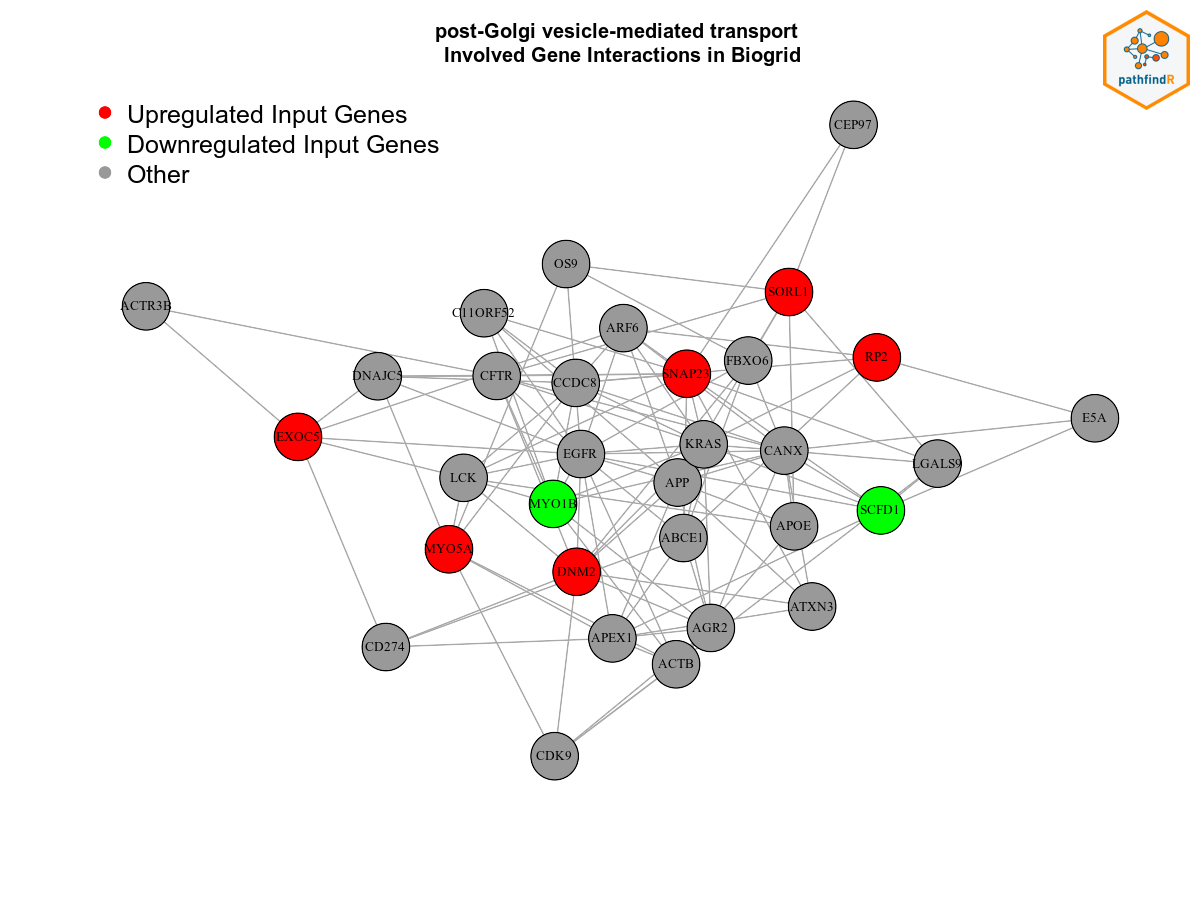 post-Golgi vesicle-mediated transport
Involved Gene Interactions in Biogrid
pathfindR
Upregulated Input Genes
Downregulated Input Genes
Other
CEP97
OS9
SORL1
ACTR3B
C11ORF52
ARF6
FBXO6
RP2
DNAJC5
CFTR
CCDC8
SNAP23
E5A
EXOC5
EGFR
KRAS
CANX
LGALS9
LCK
APP
MYO1B
SCFD1
APOE
ABCE1
MYO5A
DNM2
ATXN3
CD274
APEX1
AGR2
ACTB
CDK9